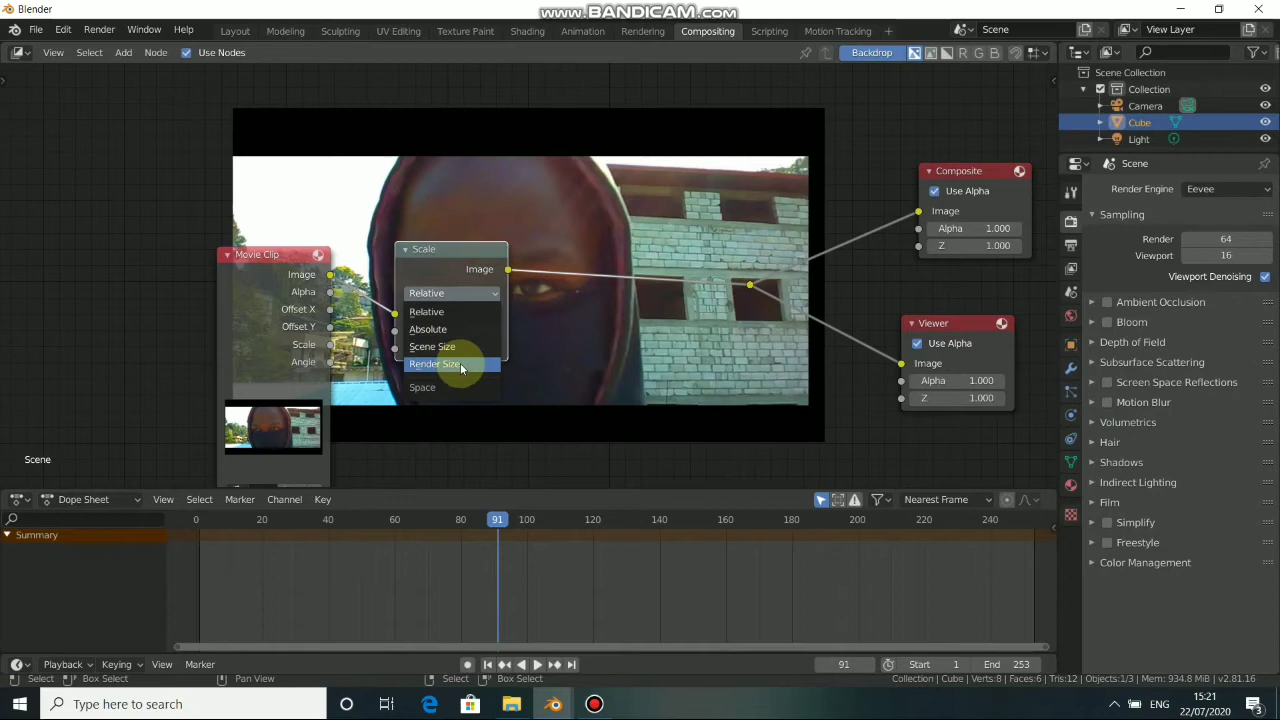 Blender
www.BANDICAM.com
File Edit Render Window Help
Layout Modeling Sculpting UV Editing Texture Paint Shading Animation Rendering Compositing Scripting Motion Tracking +
Scene
View Layer
View Select Add Node Use Nodes
Backdrop R G B
Scene Collection
Collection
Camera
Cube
Light
Scene
Render Engine Eevee
Sampling
Render 64
Viewport 16
Viewport Denoising
Ambient Occlusion
Bloom
Depth of Field
Subsurface Scattering
Screen Space Reflections
Motion Blur
Volumetrics
Hair
Shadows
Indirect Lighting
Film
Simplify
Freestyle
Color Management
Movie Clip
Image
Alpha
Offset X
Offset Y
Scale
Angle
Scale
Image
Relative
Relative
Absolute
Scene Size
Render Size
Space
Composite
Use Alpha
Image
Alpha 1.000
Z 1.000
Viewer
Use Alpha
Image
Alpha 1.000
Z 1.000
Scene
Dope Sheet View Select Marker Channel Key
Nearest Frame
0 20 40 60 80 91 100 120 140 160 180 200 220 240
Summary
Playback Keying View Marker
91 Start 1 End 253
Select Box Select Pan View Select Box Select
Collection | Cube | Verts:8 | Faces:6 | Tris:12 | Objects:1/3 | Mem: 934.8 MiB | v2.81.16
Type here to search
ENG
15:21
22/07/2020
3